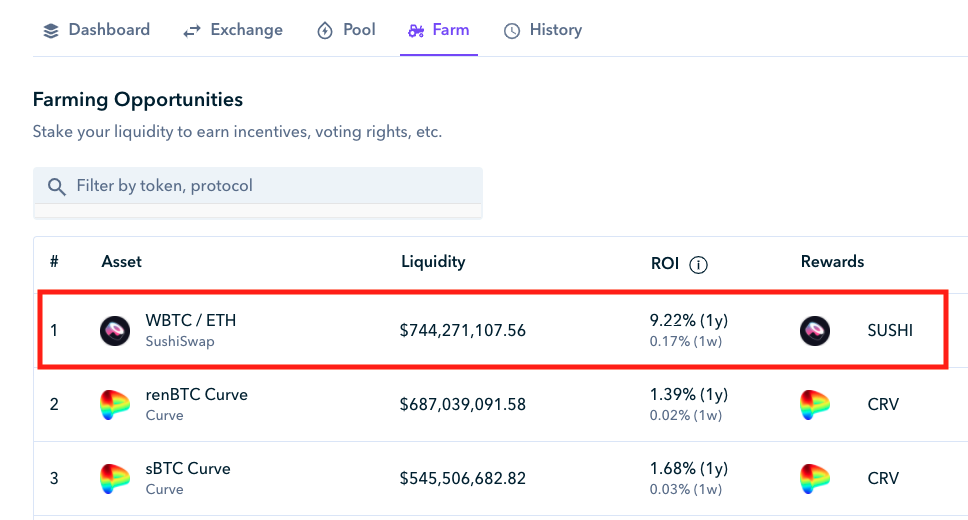 Dashboard Exchange Pool Farm History
Farming Opportunities
Stake your liquidity to earn incentives, voting rights, etc.
Filter by token, protocol
# Asset Liquidity ROI i Rewards
1 WBTC / ETH $744,271,107.56 9.22% (1y) SUSHI
SushiSwap 0.17% (1w)
2 renBTC Curve $687,039,091.58 1.39% (1y) CRV
Curve 0.02% (1w)
3 sBTC Curve $545,506,682.82 1.68% (1y) CRV
Curve 0.03% (1w)